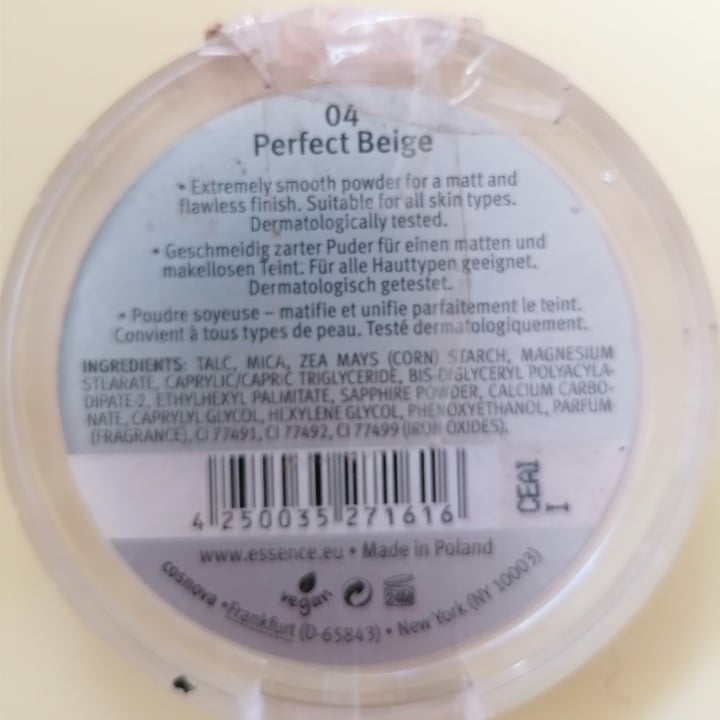 04
Perfect Beige
• Extremely smooth powder for a matt and
flawless finish. Suitable for all skin types.
Dermatologically tested.
• Geschmeidig zarter Puder für einen matten und
makellosen Teint. Für alle Hauttypen geeignet.
Dermatologisch getestet.
• Poudre soyeuse – matifie et unifie parfaitement le teint.
Convient à tous types de peau. Testé dermatologiquement.
INGREDIENTS: TALC, MICA, ZEA MAYS (CORN) STARCH, MAGNESIUM
STEARATE, CAPRYLIC/CAPRIC TRIGLYCERIDE, BIS-DIGLYCERYL POLYACYLA-
DIPATE-2, ETHYLHEXYL PALMITATE, SAPPHIRE POWDER, CALCIUM CARBO-
NATE, CAPRYLYL GLYCOL, HEXYLENE GLYCOL, PHENOXYETHANOL, PARFUM
(FRAGRANCE), CI 77491, CI 77492, CI 77499 (IRON OXIDES).
4 250035 271616
CEAI
I
www.essence.eu • Made in Poland
vegan
24M
cosnova • Frankfurt (D-65843) • New York (NY 10003)